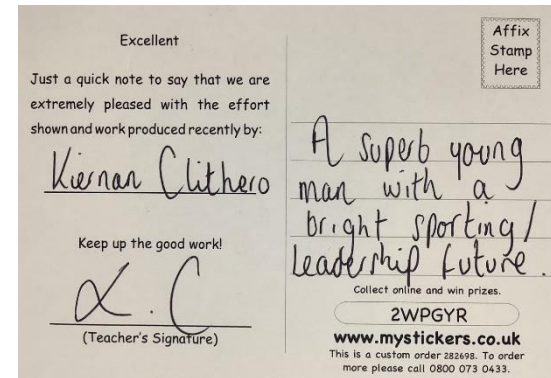 Excellent
Just a quick note to say that we are
extremely pleased with the effort
shown and work produced recently by:
Kiernan Clithero
Keep up the good work!
L.C
(Teacher's Signature)
Affix
Stamp
Here
A superb young
man with a
bright sporting/
leadership future.
Collect online and win prizes.
2WPGYR
www.mystickers.co.uk
This is a custom order 282698. To order
more please call 0800 073 0433.